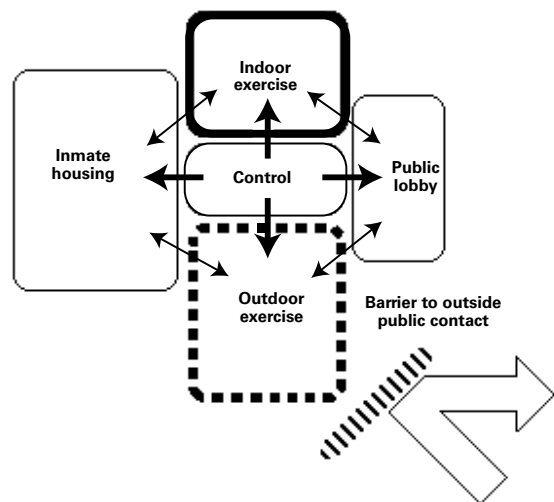 Indoor
exercise
Inmate
housing
Control
Public
lobby
Outdoor
exercise
Barrier to outside
public contact